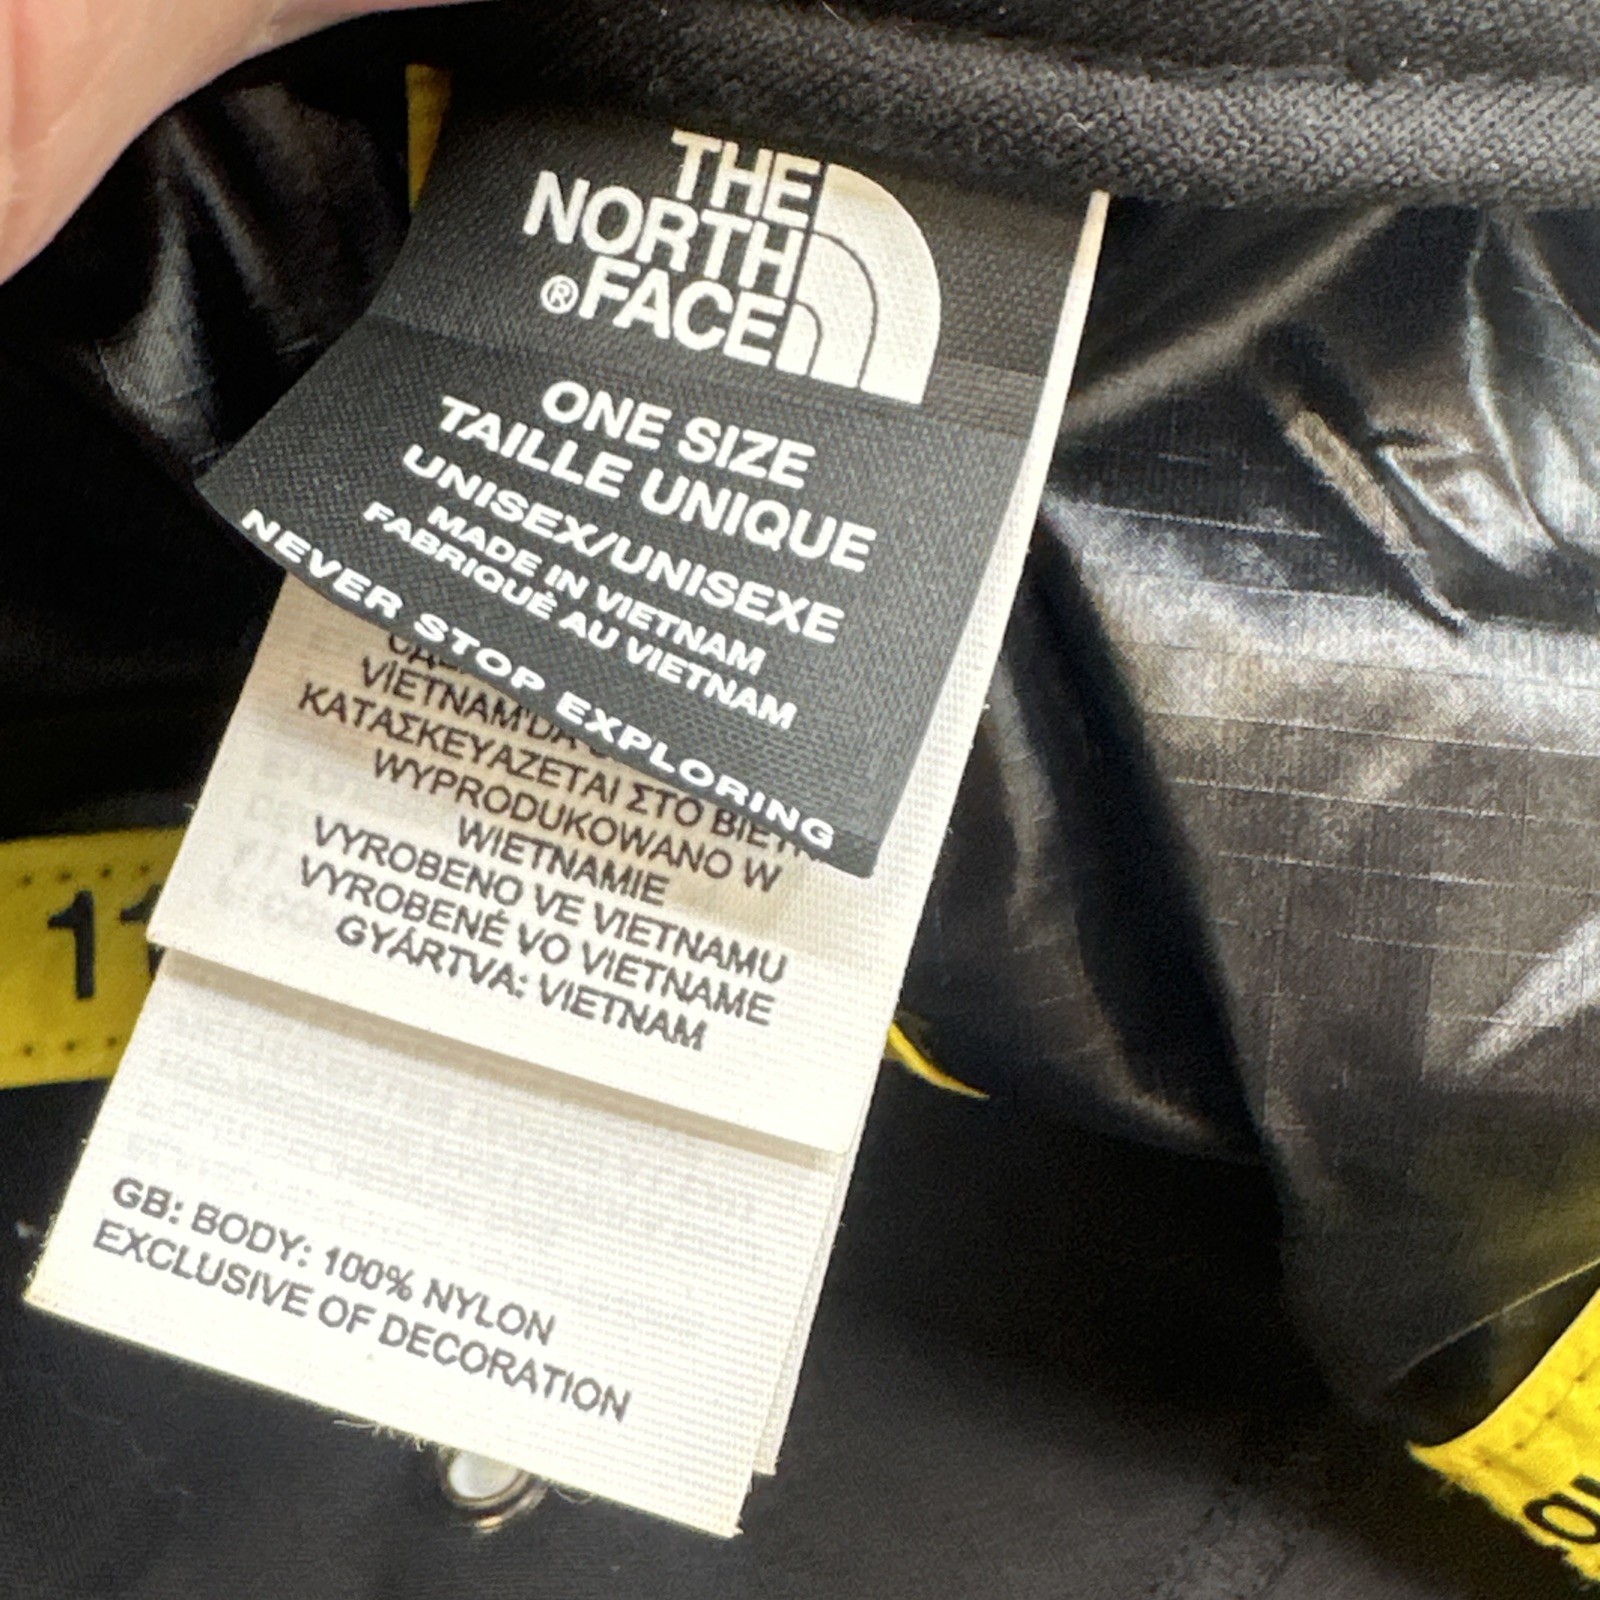 THE
NORTH
®FACE
ONE SIZE
TAILLE UNIQUE
UNISEX/UNISEXE
MADE IN VIETNAM
FABRIQUÉ AU VIETNAM
NEVER STOP EXPLORING
VİETNAM'DA
ΚΑΤΑΣΚΕΥΑΖΕΤΑΙ ΣΤΟ
WYPRODUKOWANO W
WIETNAMIE
VYROBENO VE VIETNAMU
VYROBENÉ VO VIETNAME
GYÁRTVA: VIETNAM
GB: BODY: 100% NYLON
EXCLUSIVE OF DECORATION